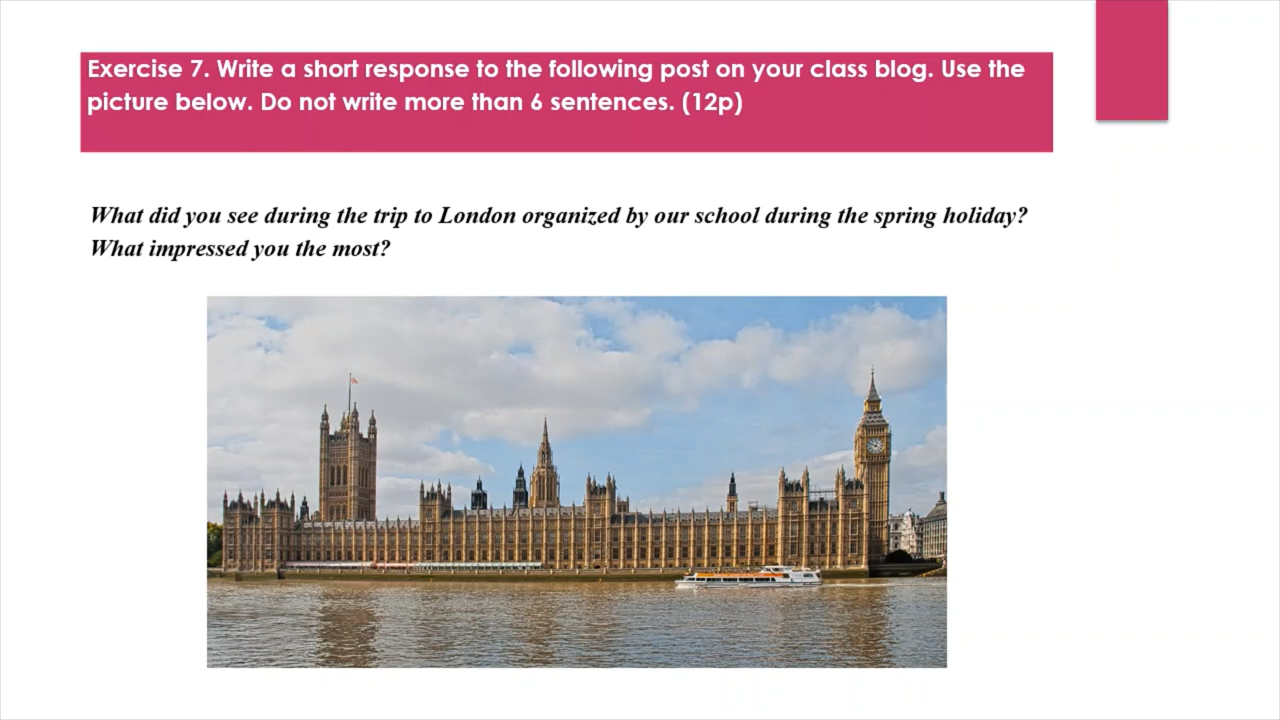 Exercise 7. Write a short response to the following post on your class blog. Use the
picture below. Do not write more than 6 sentences. (12p)
What did you see during the trip to London organized by our school during the spring holiday?
What impressed you the most?